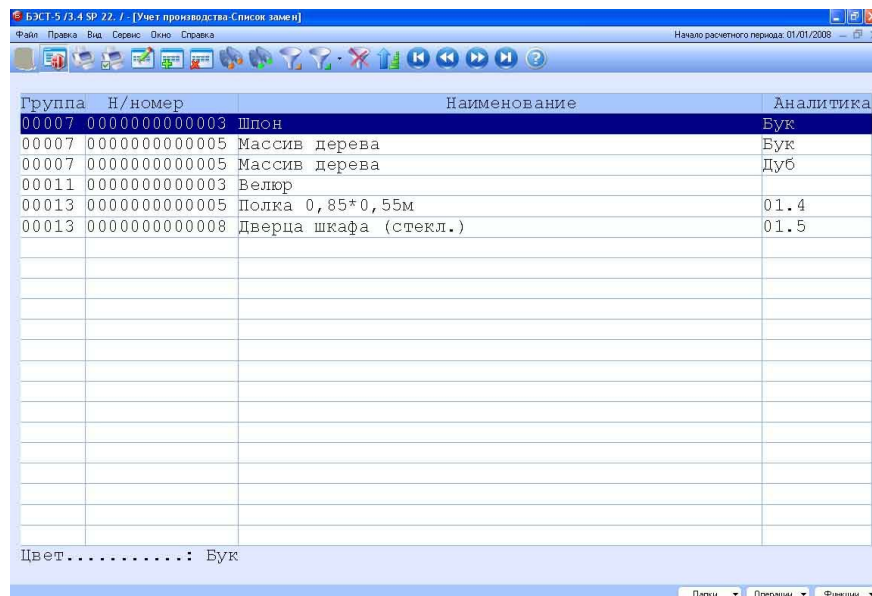 БЭСТ-5 /3.4 SP 22. / - [Учет производства-Список замен]
Файл Правка Вид Сервис Окно Справка Начало расчетного периода: 01/01/2008
Группа Н/номер Наименование Аналитика
00007 0000000000003 Шпон Бук
00007 0000000000005 Массив дерева Бук
00007 0000000000005 Массив дерева Дуб
00011 0000000000003 Велюр
00013 0000000000005 Полка 0,85*0,55м 01.4
00013 0000000000008 Дверца шкафа (стекл.) 01.5
Цвет...........: Бук
Папки Операции Функции